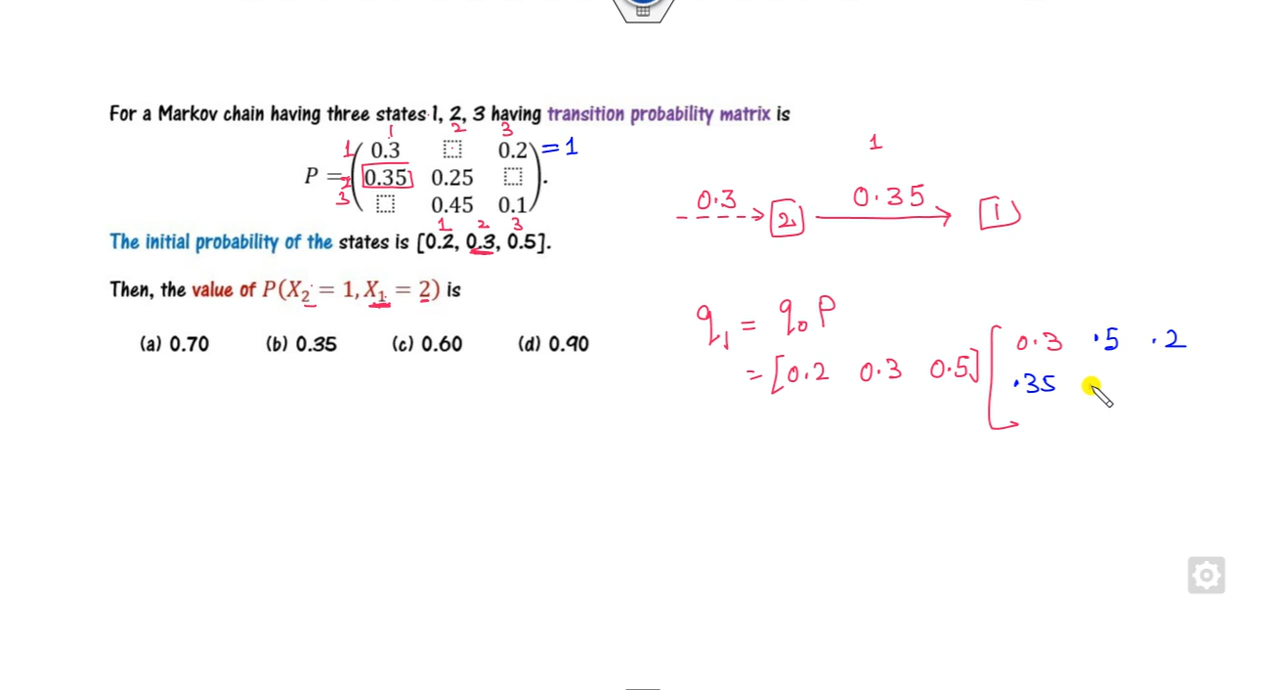 For a Markov chain having three states 1, 2, 3 having transition probability matrix is
1 2 3
1 0.3 0.2 = 1
P = 2 0.35 0.25 .
3 0.45 0.1
1 2 3
The initial probability of the states is [0.2, 0.3, 0.5].
Then, the value of P(X₂ = 1, X₁ = 2) is
(a) 0.70 (b) 0.35 (c) 0.60 (d) 0.90
1
0.3 2 0.35 1
q₁ = q₀ P
= [0.2 0.3 0.5] [0.3 .5 .2
.35